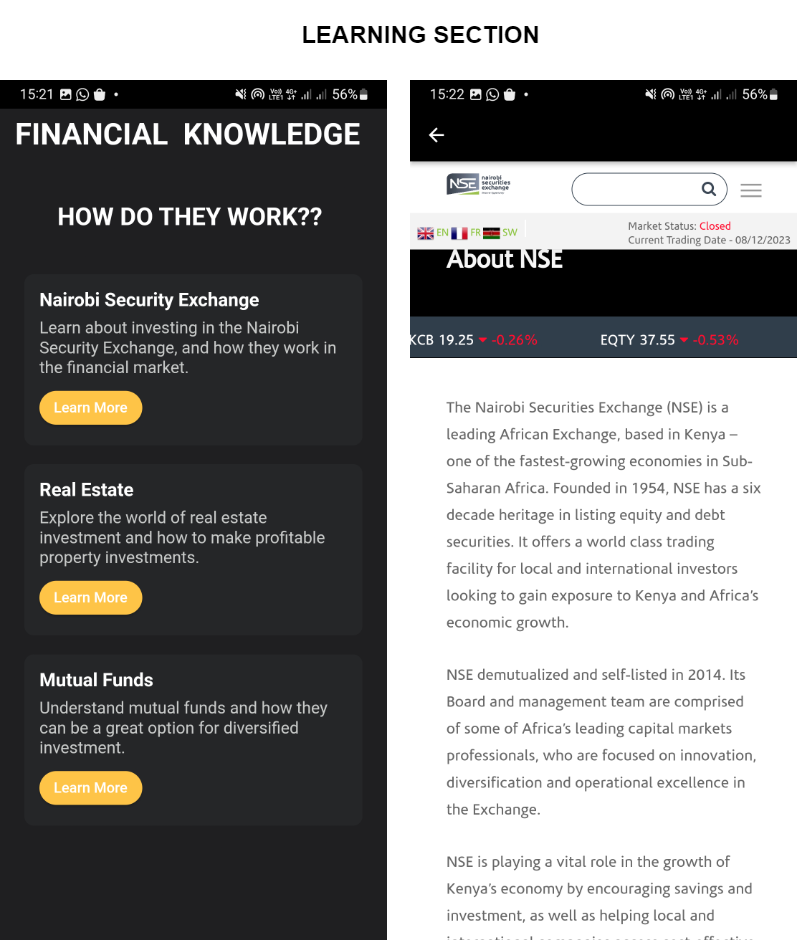 LEARNING SECTION
15:21
56%
FINANCIAL KNOWLEDGE
HOW DO THEY WORK??
Nairobi Security Exchange
Learn about investing in the Nairobi
Security Exchange, and how they work in
the financial market.
Learn More
Real Estate
Explore the world of real estate
investment and how to make profitable
property investments.
Learn More
Mutual Funds
Understand mutual funds and how they
can be a great option for diversified
investment.
Learn More
15:22
56%
NSE nairobi
securities
exchange
EN FR SW
Market Status: Closed
Current Trading Date - 08/12/2023
About NSE
KCB 19.25 -0.26% EQTY 37.55 -0.53%
The Nairobi Securities Exchange (NSE) is a
leading African Exchange, based in Kenya –
one of the fastest-growing economies in Sub-
Saharan Africa. Founded in 1954, NSE has a six
decade heritage in listing equity and debt
securities. It offers a world class trading
facility for local and international investors
looking to gain exposure to Kenya and Africa's
economic growth.
NSE demutualized and self-listed in 2014. Its
Board and management team are comprised
of some of Africa's leading capital markets
professionals, who are focused on innovation,
diversification and operational excellence in
the Exchange.
NSE is playing a vital role in the growth of
Kenya's economy by encouraging savings and
investment, as well as helping local and